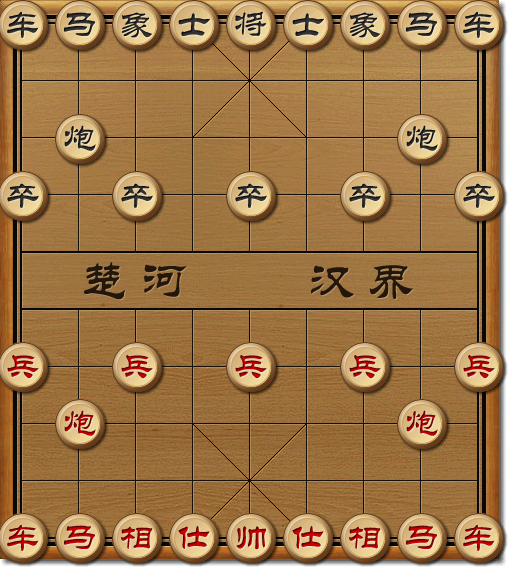 车马象士将士象马车
炮 炮
卒 卒 卒 卒 卒
楚河 汉界
兵 兵 兵 兵 兵
炮 炮
车马相仕帅仕相马车